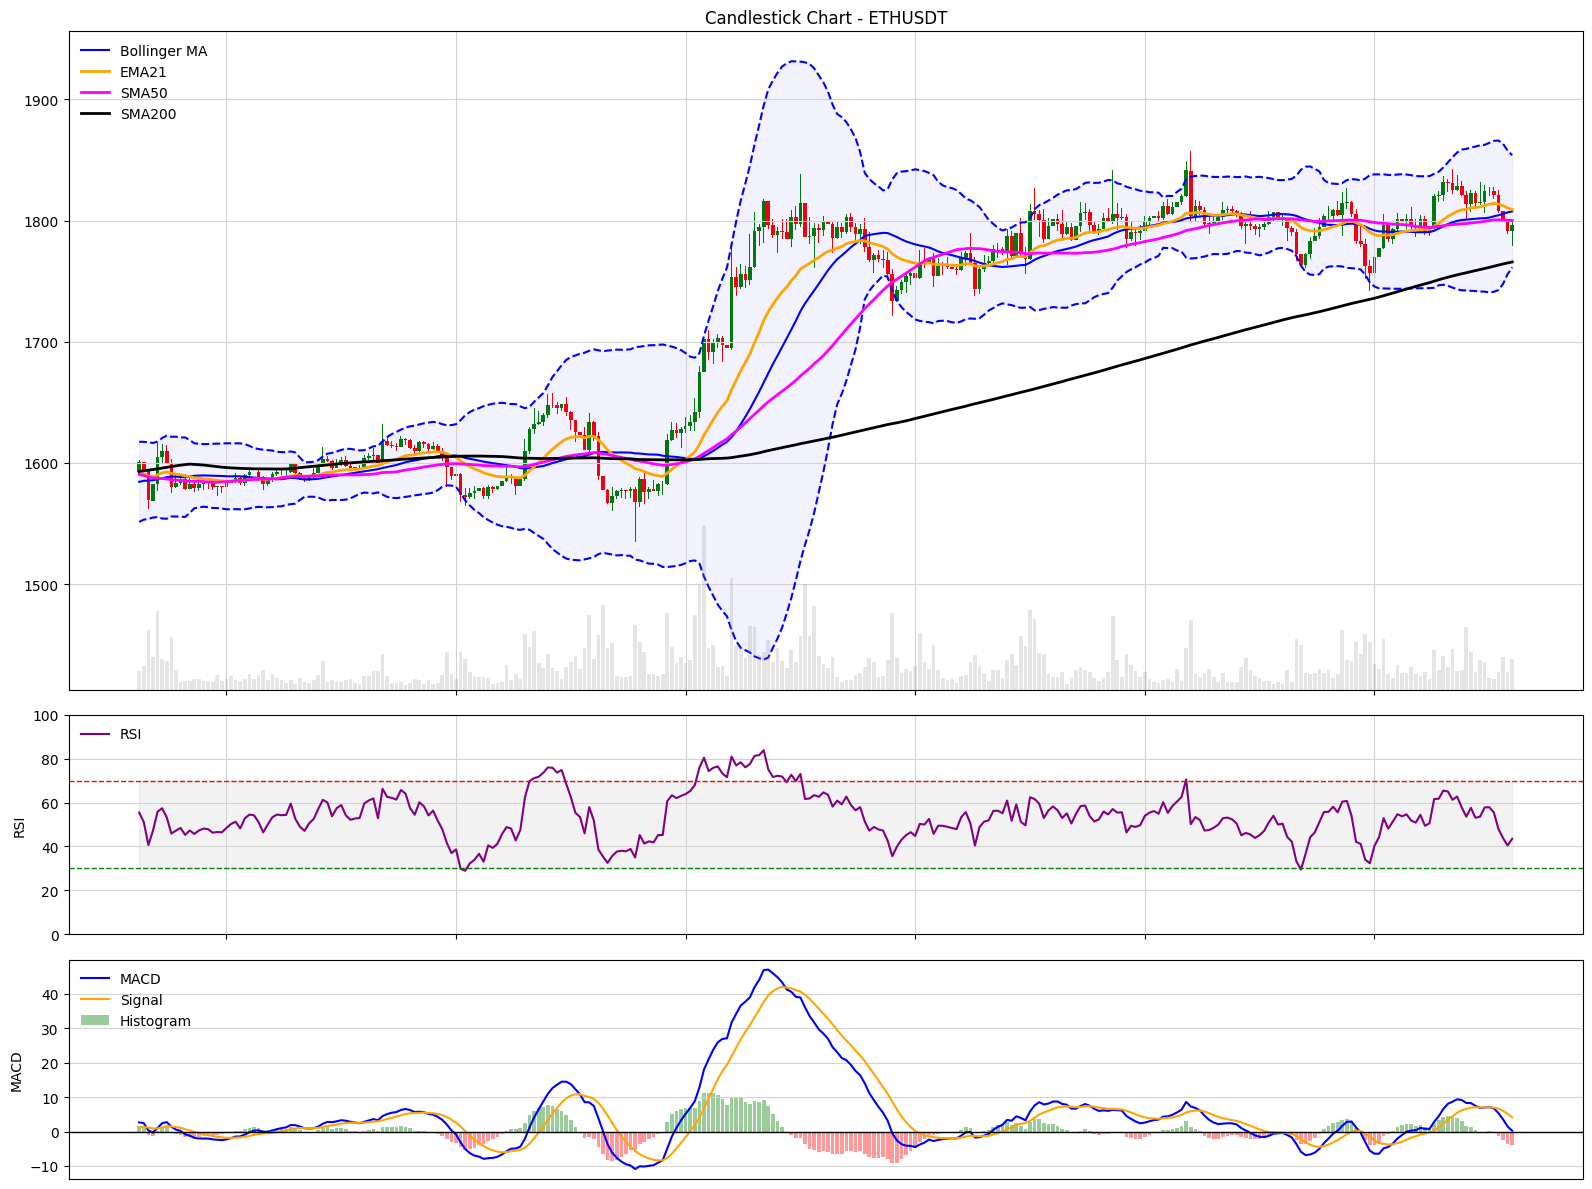 Candlestick Chart - ETHUSDT
Bollinger MA
EMA21
SMA50
SMA200
1900
1800
1700
1600
1500
100
80
60
40
20
0
RSI
RSI
40
30
20
10
0
−10
MACD
MACD
Signal
Histogram